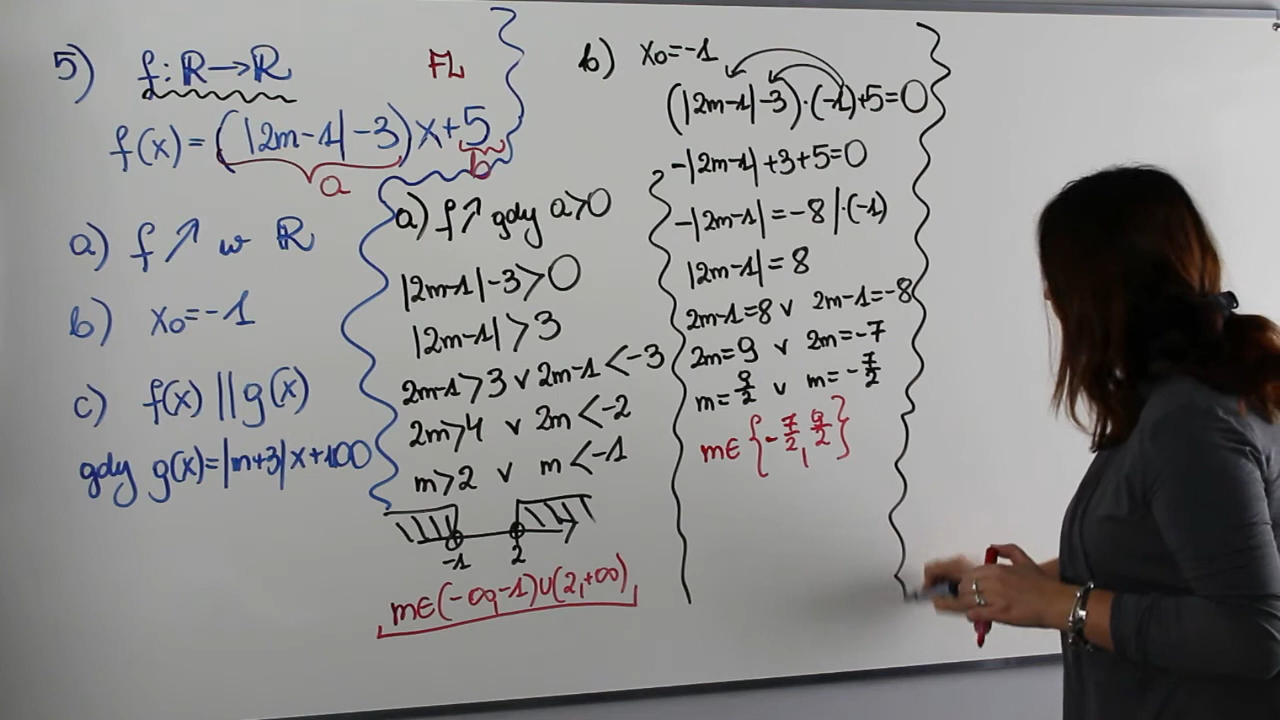 5) f: ℝ→ℝ FL
f(x)=(|2m-1|-3)x+5
a b
a) f↗ w ℝ
b) x₀=-1
c) f(x) || g(x)
gdy g(x)=|m+3|x+100
a) f↗ gdy a>0
|2m-1|-3>0
|2m-1|>3
2m-1>3 ∨ 2m-1<-3
2m>4 ∨ 2m<-2
m>2 ∨ m<-1
-1 2
m∈(-∞,-1)∪(2,+∞)
b) x₀=-1
(|2m-1|-3)·(-1)+5=0
-|2m-1|+3+5=0
-|2m-1|=-8 |·(-1)
|2m-1|=8
2m-1=8 ∨ 2m-1=-8
2m=9 ∨ 2m=-7
m=9/2 ∨ m=-7/2
m∈{-7/2, 9/2}